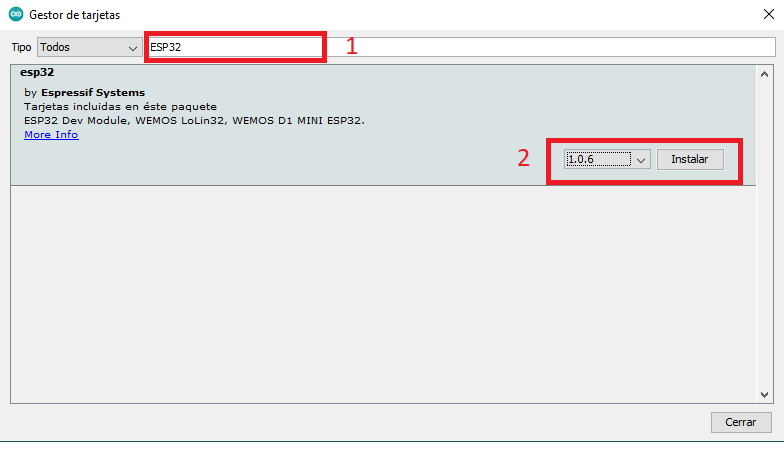 Gestor de tarjetas
Tipo Todos ESP32 1
esp32
by Espressif Systems
Tarjetas incluidas en éste paquete
ESP32 Dev Module, WEMOS LoLin32, WEMOS D1 MINI ESP32.
More Info
2 1.0.6 Instalar
Cerrar